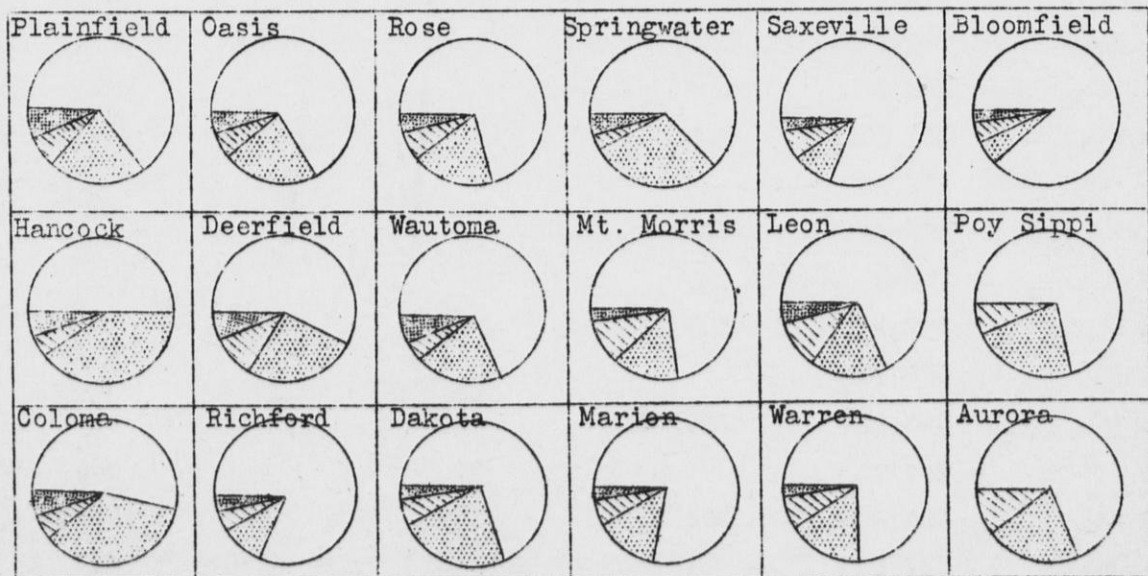 Plainfield Oasis Rose Springwater Saxeville Bloomfield
Hancock Deerfield Wautoma Mt. Morris Leon Poy Sippi
Coloma Richford Dakota Marion Warren Aurora